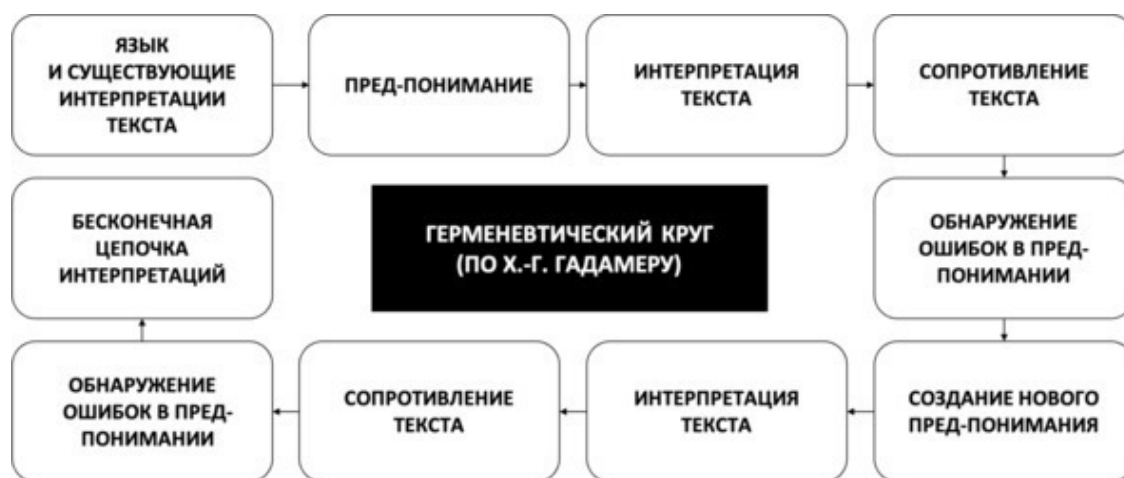 ЯЗЫК
И СУЩЕСТВУЮЩИЕ
ИНТЕРПРЕТАЦИИ
ТЕКСТА
ПРЕД-ПОНИМАНИЕ
ИНТЕРПРЕТАЦИЯ
ТЕКСТА
СОПРОТИВЛЕНИЕ
ТЕКСТА
БЕСКОНЕЧНАЯ
ЦЕПОЧКА
ИНТЕРПРЕТАЦИЙ
ГЕРМЕНЕВТИЧЕСКИЙ КРУГ
(ПО Х.-Г. ГАДАМЕРУ)
ОБНАРУЖЕНИЕ
ОШИБОК В ПРЕД-
ПОНИМАНИИ
ОБНАРУЖЕНИЕ
ОШИБОК В ПРЕД-
ПОНИМАНИИ
СОПРОТИВЛЕНИЕ
ТЕКСТА
ИНТЕРПРЕТАЦИЯ
ТЕКСТА
СОЗДАНИЕ НОВОГО
ПРЕД-ПОНИМАНИЯ